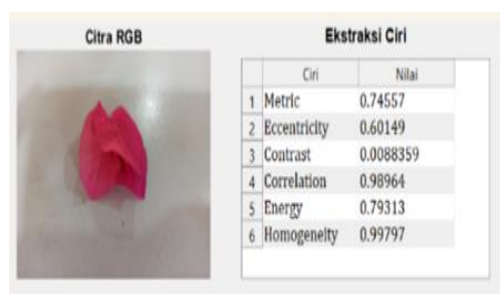 Citra RGB
Ekstraksi Ciri
Ciri Nilai
1 Metric 0.74557
2 Eccentricity 0.60149
3 Contrast 0.0088359
4 Correlation 0.98964
5 Energy 0.79313
6 Homogeneity 0.99797